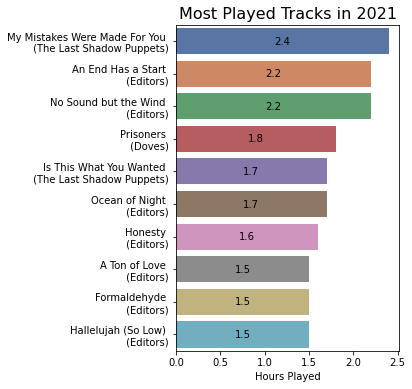 Most Played Tracks in 2021
My Mistakes Were Made For You
(The Last Shadow Puppets)
2.4
An End Has a Start
(Editors)
2.2
No Sound but the Wind
(Editors)
2.2
Prisoners
(Doves)
1.8
Is This What You Wanted
(The Last Shadow Puppets)
1.7
Ocean of Night
(Editors)
1.7
Honesty
(Editors)
1.6
A Ton of Love
(Editors)
1.5
Formaldehyde
(Editors)
1.5
Hallelujah (So Low)
(Editors)
1.5
0.0 0.5 1.0 1.5 2.0 2.5
Hours Played